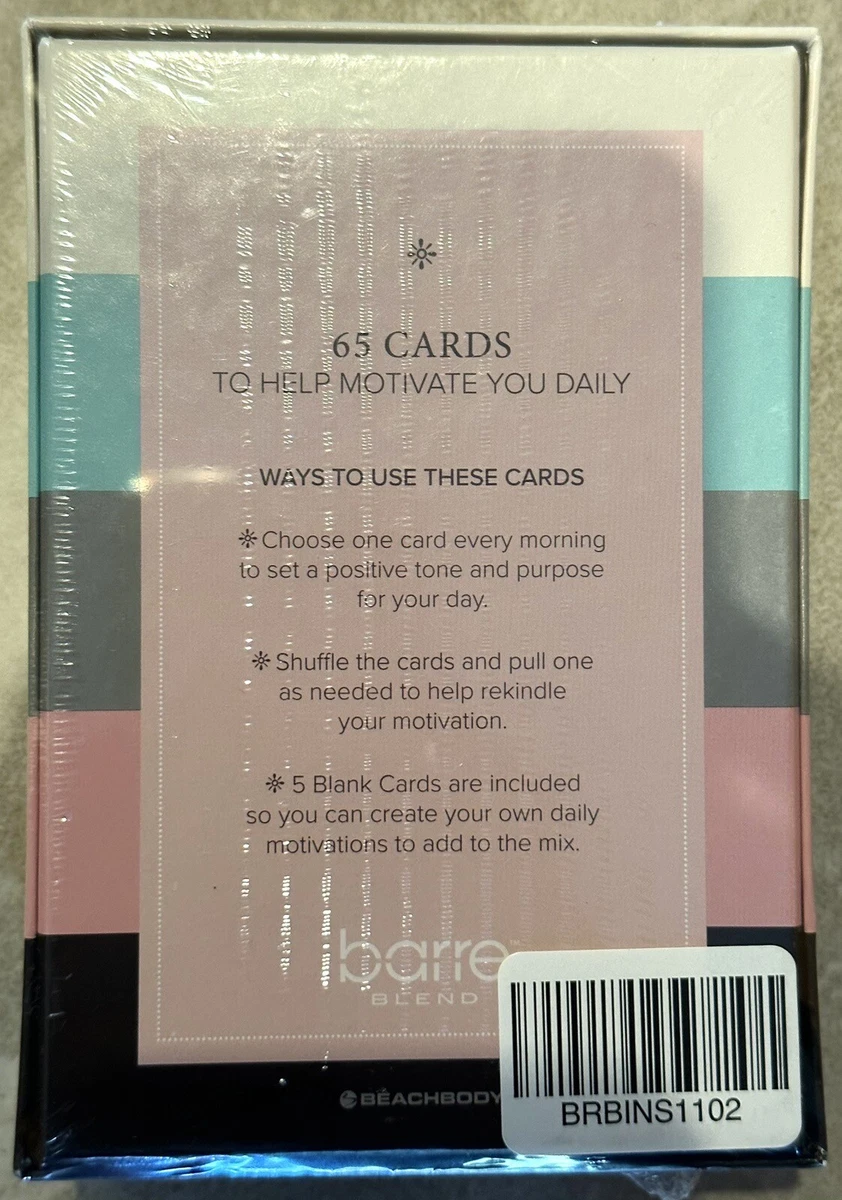 65 CARDS
TO HELP MOTIVATE YOU DAILY
WAYS TO USE THESE CARDS
Choose one card every morning
to set a positive tone and purpose
for your day.
Shuffle the cards and pull one
as needed to help rekindle
your motivation.
5 Blank Cards are included
so you can create your own daily
motivations to add to the mix.
barre™
BLEND
BEACHBODY
BRBINS1102